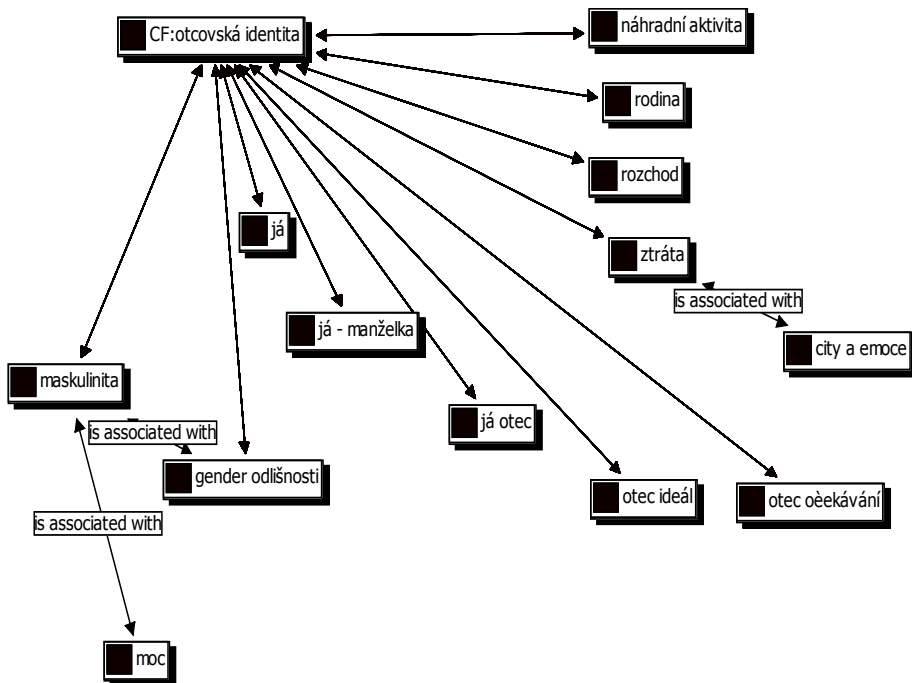 CF:otcovská identita
náhradní aktivita
rodina
rozchod
já
ztráta
is associated with
já - manželka
city a emoce
maskulinita
já otec
is associated with
gender odlišnosti
otec ideál
otec oèekávání
is associated with
moc